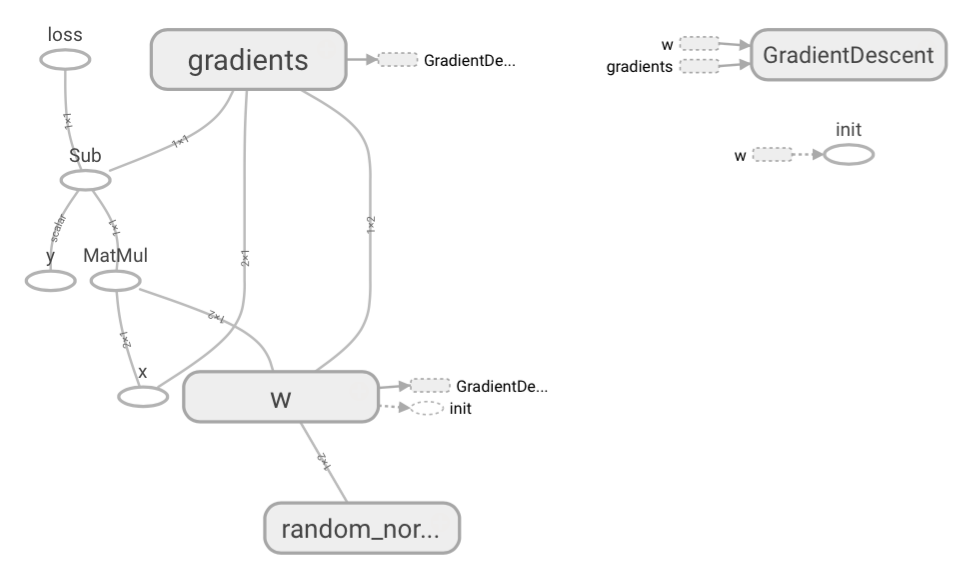 loss
gradients
GradientDe...
w
gradients
GradientDescent
1×1
1×1
Sub
init
w
scalar
1×1
1×2
y
MatMul
2×1
1×2
2×1
x
w
GradientDe...
init
1×2
random_nor...